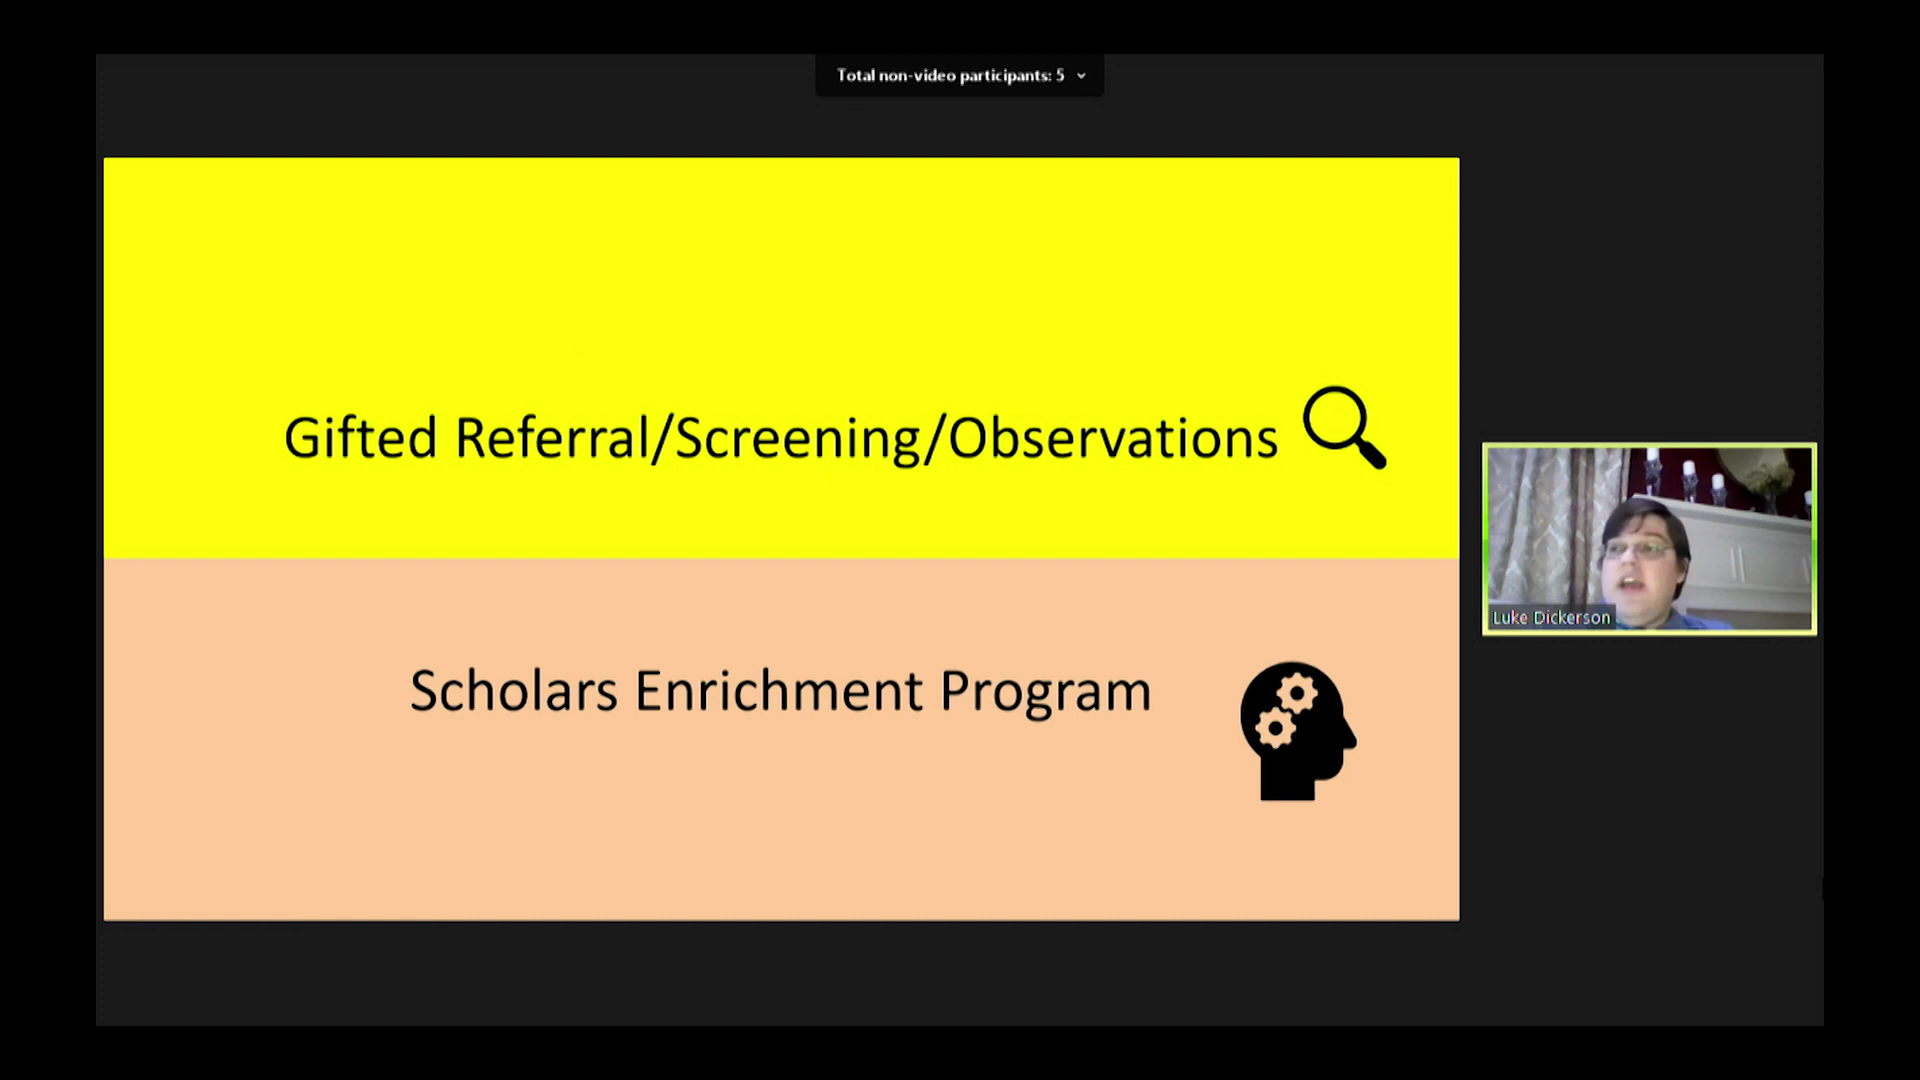 Total non-video participants: 5
Gifted Referral/Screening/Observations
Scholars Enrichment Program
Luke Dickerson